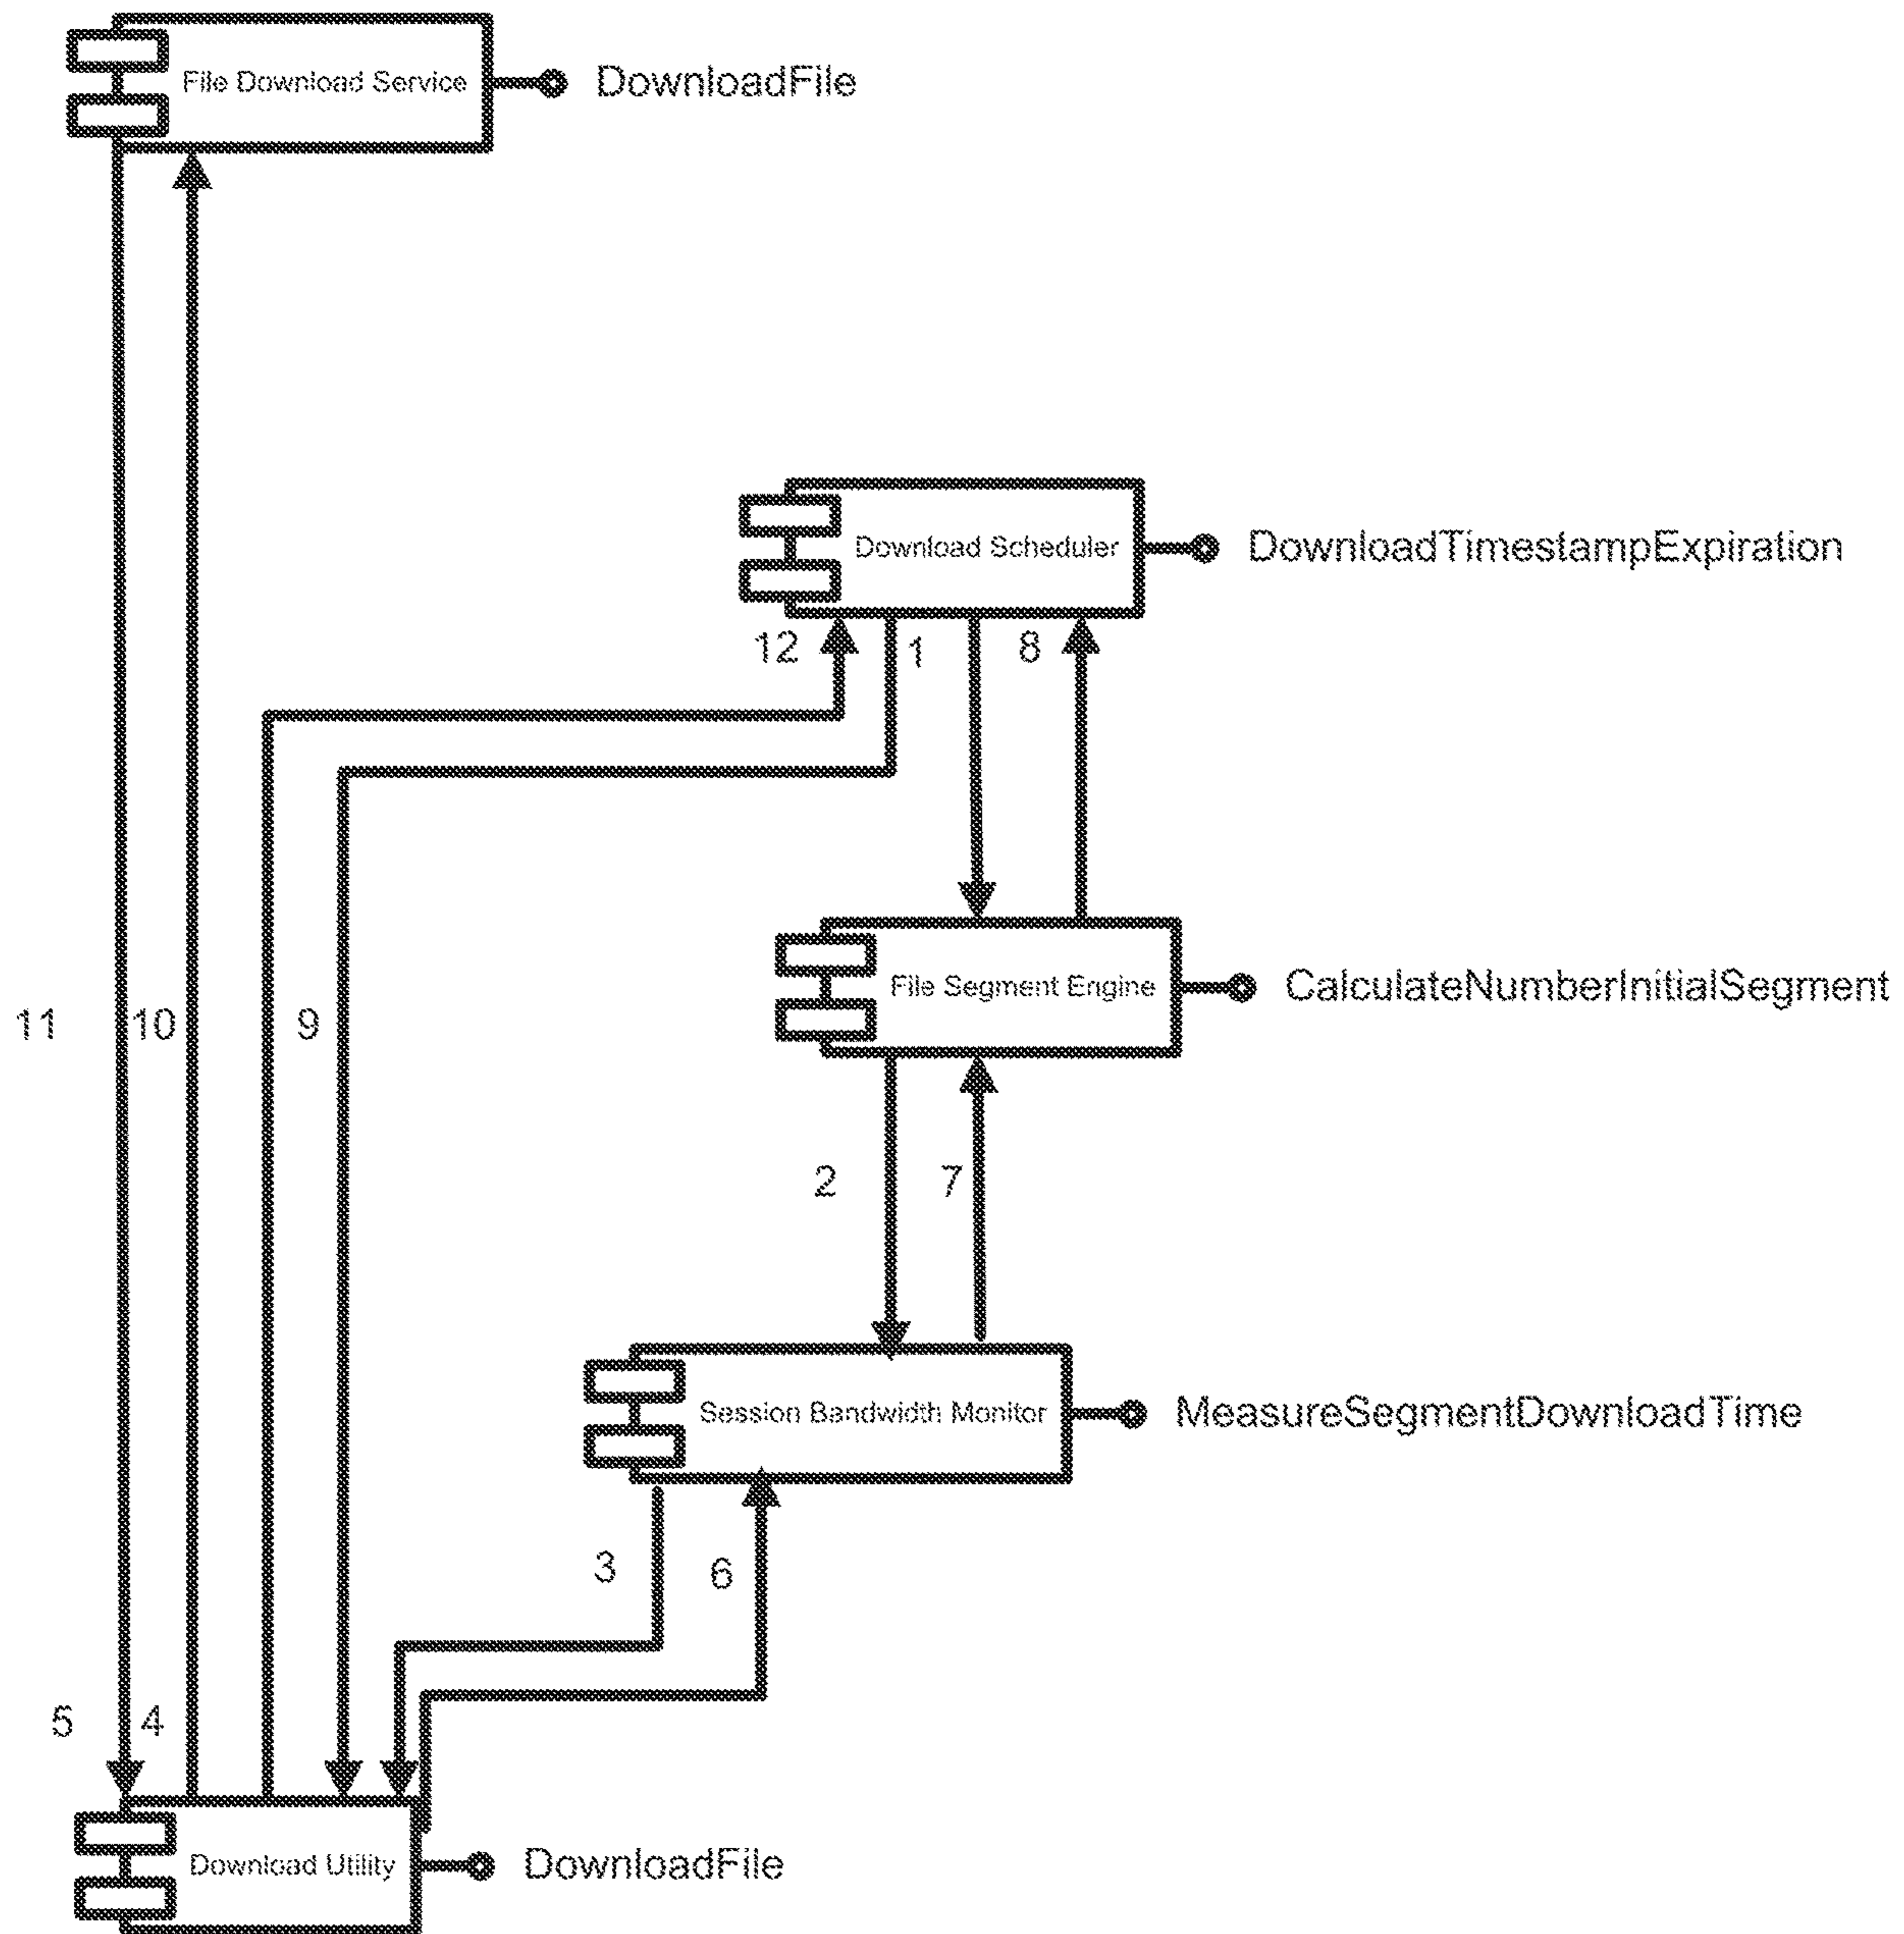 File Download Service
DownloadFile
Download Scheduler
DownloadTimestampExpiration
12
1
8
File Segment Engine
CalculateNumberInitialSegment
11
10
9
2
7
Session Bandwidth Monitor
MeasureSegmentDownloadTime
3
6
5
4
Download Utility
DownloadFile